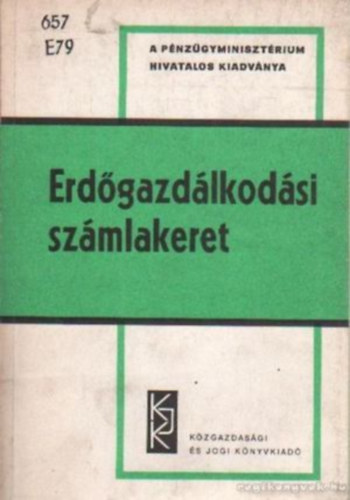 657
E79
A PÉNZÜGYMINISZTÉRIUM
HIVATALOS KIADVÁNYA
Erdőgazdálkodási
számlakeret
KJK
KÖZGAZDASÁGI
ÉS JOGI KÖNYVKIADÓ